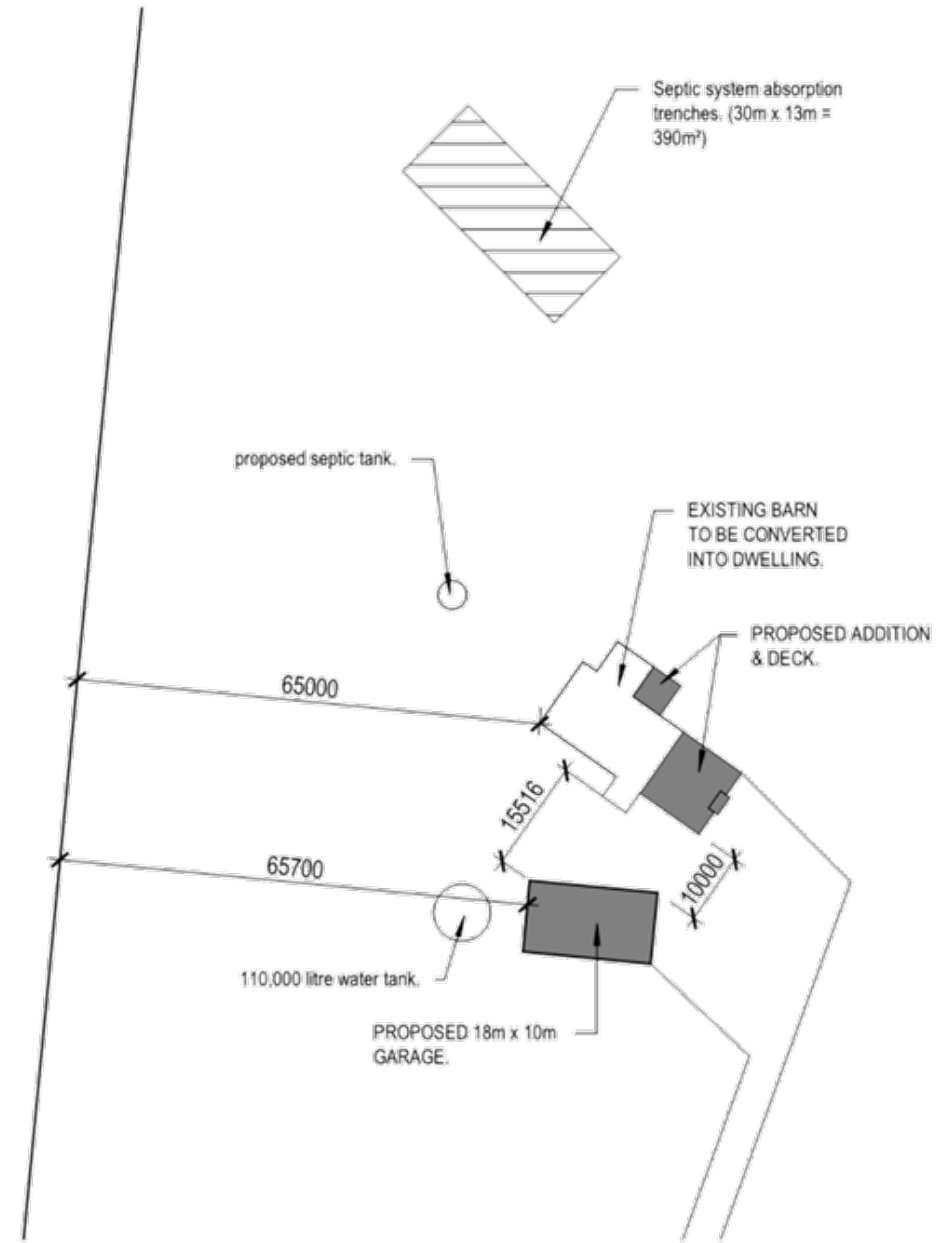 Septic system absorption
trenches. (30m x 13m =
390m²)
proposed septic tank.
EXISTING BARN
TO BE CONVERTED
INTO DWELLING.
PROPOSED ADDITION
& DECK.
65000
15516
65700
10000
110,000 litre water tank.
PROPOSED 18m x 10m
GARAGE.